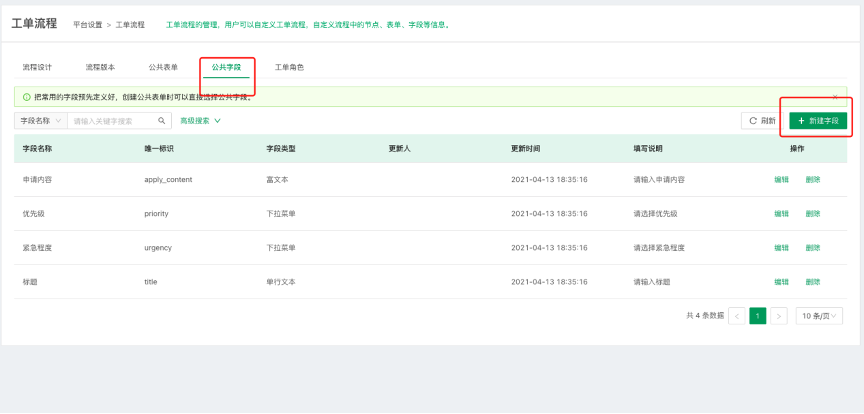 工单流程 平台设置 > 工单流程 工单流程的管理，用户可以自定义工单流程，自定义流程中的节点、表单、字段等信息。
流程设计 流程版本 公共表单 公共字段 工单角色
把常用的字段预先定义好，创建公共表单时可以直接选择公共字段。
字段名称 请输入关键字搜索 高级搜索 刷新 + 新建字段
字段名称 唯一标识 字段类型 更新人 更新时间 填写说明 操作
申请内容 apply_content 富文本 2021-04-13 18:35:16 请输入申请内容 编辑 删除
优先级 priority 下拉菜单 2021-04-13 18:35:16 请选择优先级 编辑 删除
紧急程度 urgency 下拉菜单 2021-04-13 18:35:16 请选择紧急程度 编辑 删除
标题 title 单行文本 2021-04-13 18:35:16 请输入标题 编辑 删除
共 4 条数据 < 1 > 10 条/页